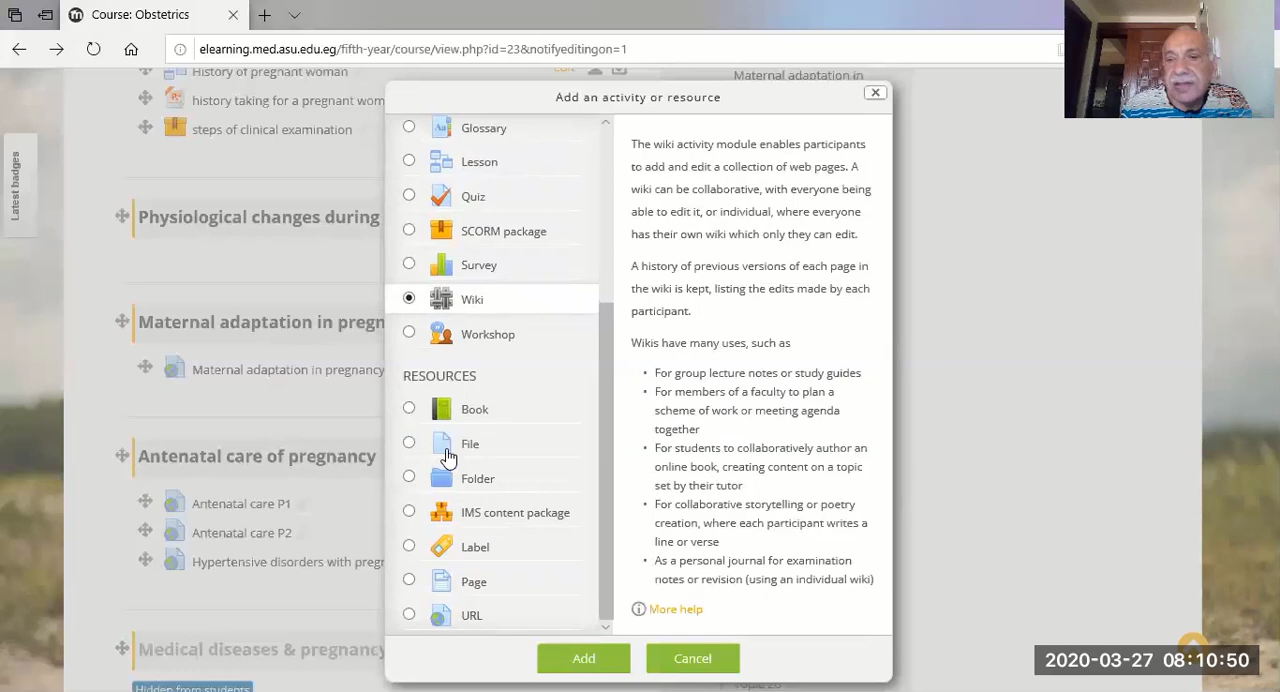 Course: Obstetrics
elearning.med.asu.edu.eg/fifth-year/course/view.php?id=23&notifyeditingon=1
Latest badges
History of pregnant woman
history taking for a pregnant wom
steps of clinical examination
Physiological changes during
Maternal adaptation in pregn
Maternal adaptation in pregnancy
Antenatal care of pregnancy
Antenatal care P1
Antenatal care P2
Hypertensive disorders with pregr
Medical diseases & pregnancy
Hidden from students
Edit
Maternal adaptation in
Add an activity or resource
Glossary
Lesson
Quiz
SCORM package
Survey
Wiki
Workshop
RESOURCES
Book
File
Folder
IMS content package
Label
Page
URL
The wiki activity module enables participants
to add and edit a collection of web pages. A
wiki can be collaborative, with everyone being
able to edit it, or individual, where everyone
has their own wiki which only they can edit.
A history of previous versions of each page in
the wiki is kept, listing the edits made by each
participant.
Wikis have many uses, such as
• For group lecture notes or study guides
• For members of a faculty to plan a
scheme of work or meeting agenda
together
• For students to collaboratively author an
online book, creating content on a topic
set by their tutor
• For collaborative storytelling or poetry
creation, where each participant writes a
line or verse
• As a personal journal for examination
notes or revision (using an individual wiki)
More help
Add
Cancel
2020-03-27 08:10:50